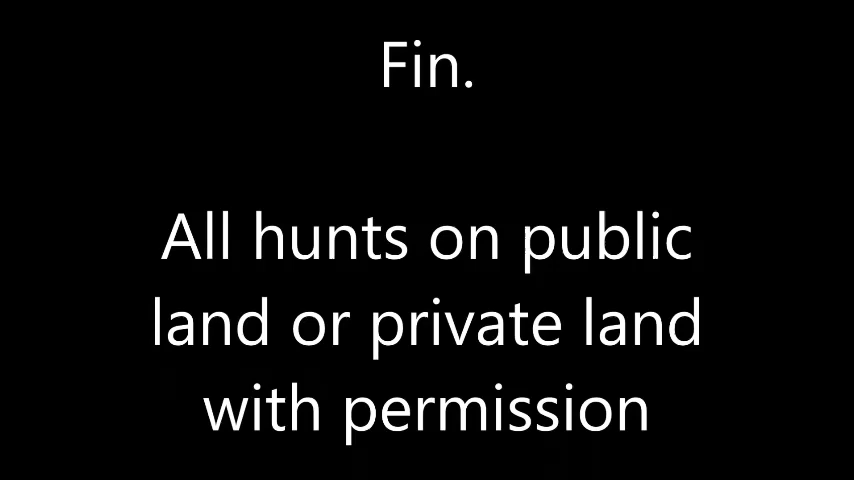 Fin.
All hunts on public
land or private land
with permission